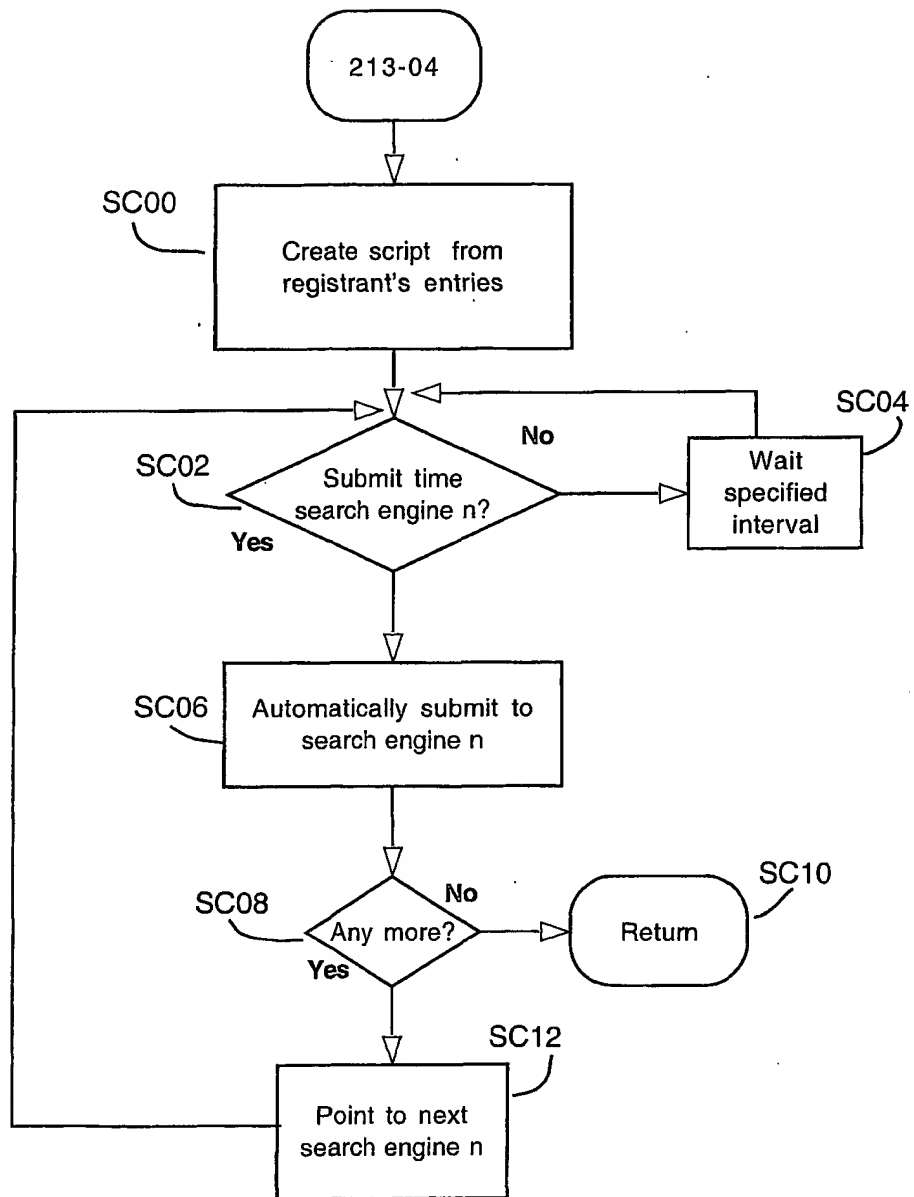 213-04
SC00
Create script from
registrant's entries
No
SC04
SC02
Submit time
search engine n?
Wait
specified
interval
Yes
SC06
Automatically submit to
search engine n
SC08
No
SC10
Any more?
Return
Yes
SC12
Point to next
search engine n